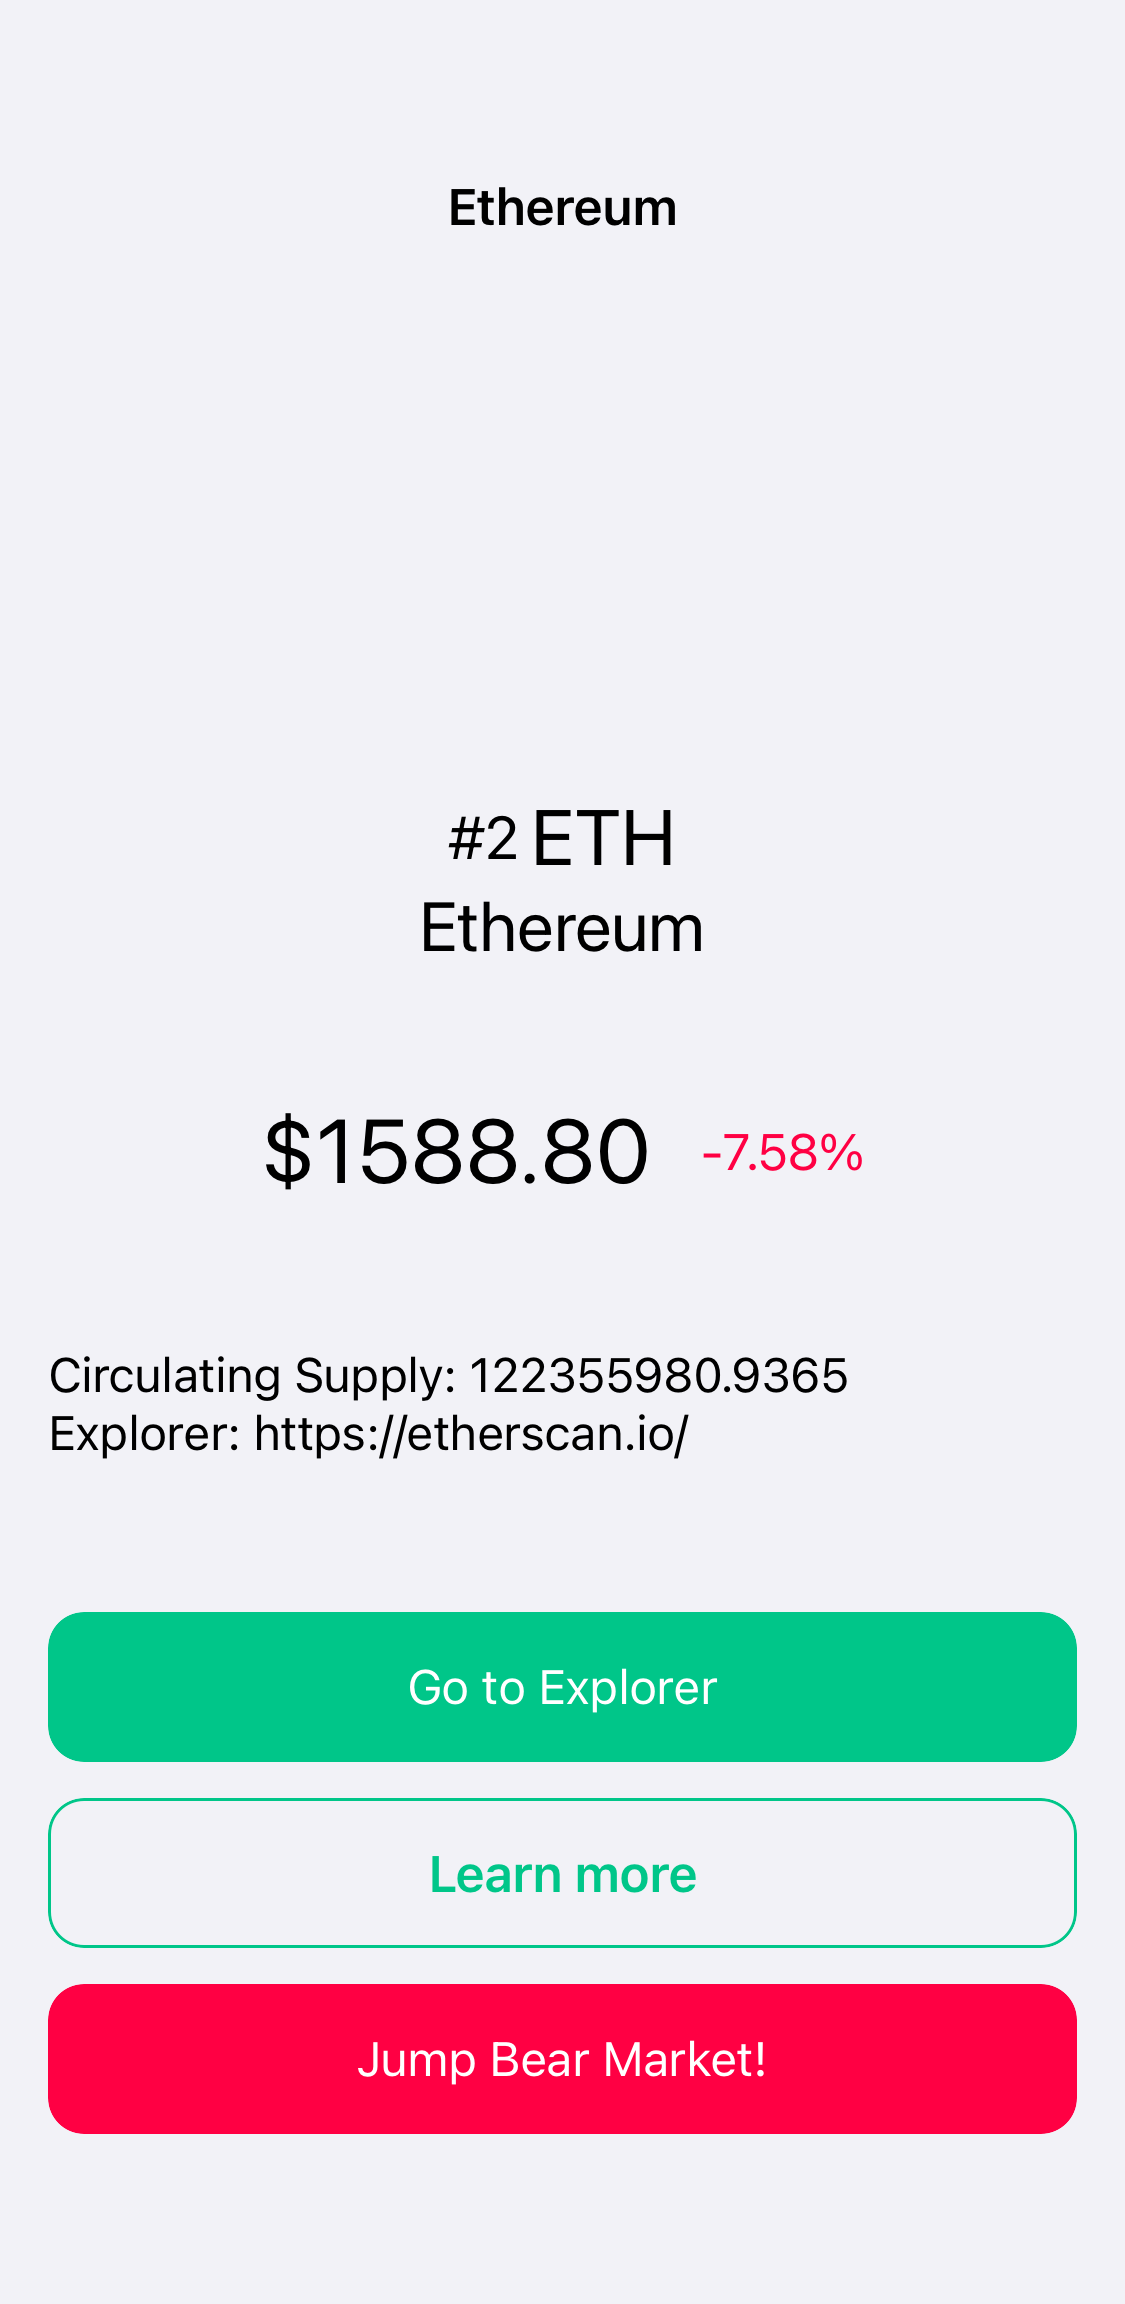 Ethereum
#2 ETH
Ethereum
$1588.80 -7.58%
Circulating Supply: 122355980.9365
Explorer: https://etherscan.io/
Go to Explorer
Learn more
Jump Bear Market!